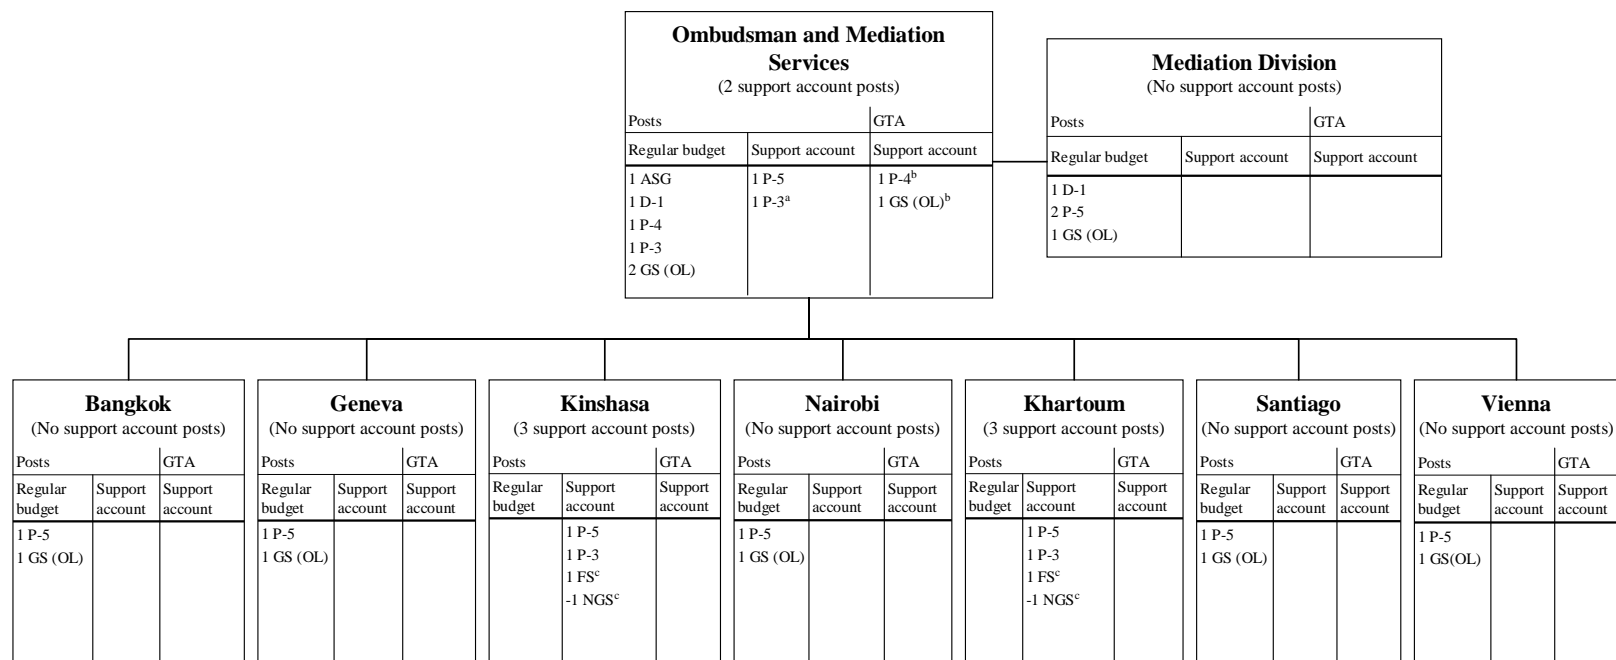 Ombudsman and Mediation
Services
(2 support account posts)
Posts GTA
Regular budget Support account Support account
1 ASG 1 P-5 1 P-4ᵇ
1 D-1 1 P-3ᵃ 1 GS (OL)ᵇ
1 P-4
1 P-3
2 GS (OL)
Mediation Division
(No support account posts)
Posts GTA
Regular budget Support account Support account
1 D-1
2 P-5
1 GS (OL)
Bangkok
(No support account posts)
Posts GTA
Regular Support Support
budget account account
1 P-5
1 GS (OL)
Geneva
(No support account posts)
Posts GTA
Regular Support Support
budget account account
1 P-5
1 GS (OL)
Kinshasa
(3 support account posts)
Posts GTA
Regular Support Support
budget account account
1 P-5
1 P-3
1 FSᶜ
-1 NGSᶜ
Nairobi
(No support account posts)
Posts GTA
Regular Support Support
budget account account
1 P-5
1 GS (OL)
Khartoum
(3 support account posts)
Posts GTA
Regular Support Support
budget account account
1 P-5
1 P-3
1 FSᶜ
-1 NGSᶜ
Santiago
(No support account posts)
Posts GTA
Regular Support Support
budget account account
1 P-5
1 GS (OL)
Vienna
(No support account posts)
Posts GTA
Regular Support Support
budget account account
1 P-5
1 GS(OL)